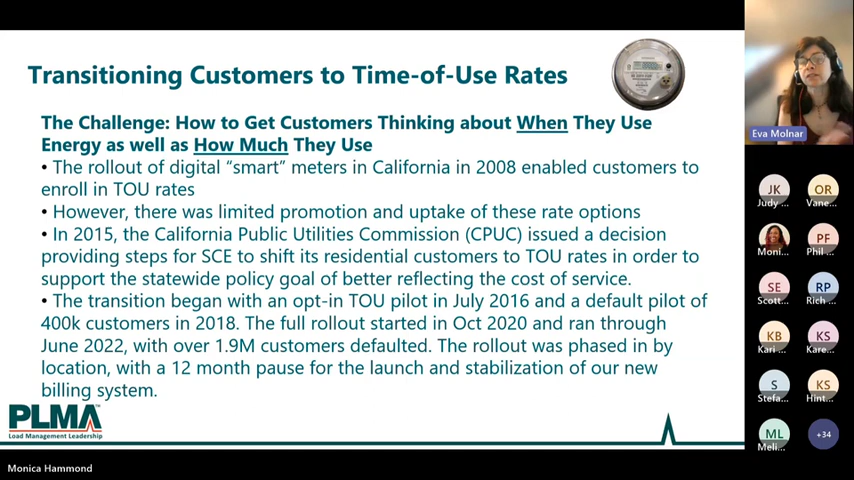 Transitioning Customers to Time-of-Use Rates
The Challenge: How to Get Customers Thinking about When They Use
Energy as well as How Much They Use
• The rollout of digital “smart” meters in California in 2008 enabled customers to
enroll in TOU rates
• However, there was limited promotion and uptake of these rate options
• In 2015, the California Public Utilities Commission (CPUC) issued a decision
providing steps for SCE to shift its residential customers to TOU rates in order to
support the statewide policy goal of better reflecting the cost of service.
• The transition began with an opt-in TOU pilot in July 2016 and a default pilot of
400k customers in 2018. The full rollout started in Oct 2020 and ran through
June 2022, with over 1.9M customers defaulted. The rollout was phased in by
location, with a 12 month pause for the launch and stabilization of our new
billing system.
PLMA
Load Management Leadership
Monica Hammond
Eva Molnar
JK OR
Judy ... Vane...
PF
Moni... Phil ...
SE RP
Scott... Rich ...
KB KS
Kari ... Kare...
S KS
Stefa... Hint...
ML +34
Meli...